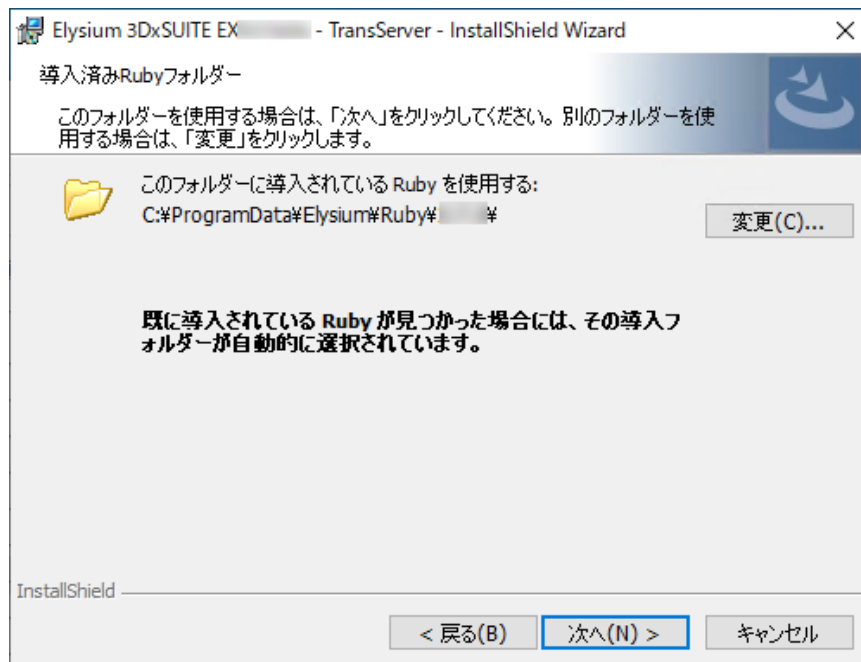 Elysium 3DxSUITE EX - TransServer - InstallShield Wizard
導入済みRubyフォルダー
このフォルダーを使用する場合は、「次へ」をクリックしてください。別のフォルダーを使
用する場合は、「変更」をクリックします。
このフォルダーに導入されている Ruby を使用する:
C:¥ProgramData¥Elysium¥Ruby¥ ¥
変更(C)...
既に導入されている Ruby が見つかった場合には、その導入フ
ォルダーが自動的に選択されています。
InstallShield
< 戻る(B)
次へ(N) >
キャンセル